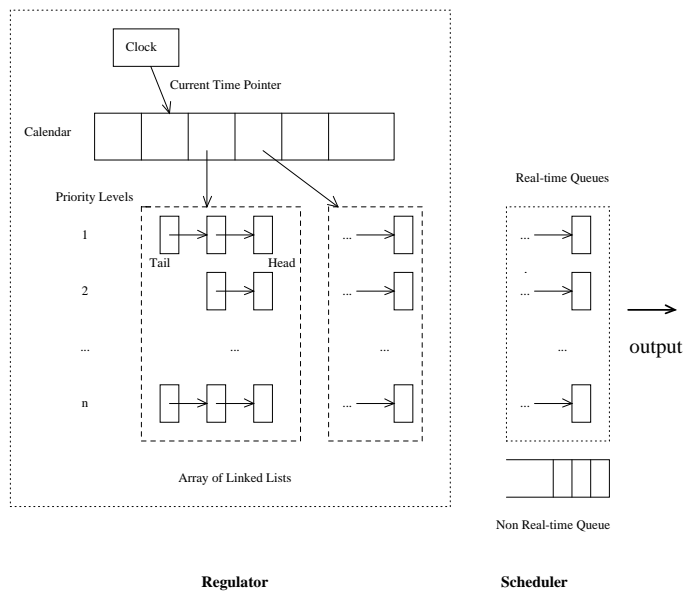 Clock
Current Time Pointer
Calendar
Real-time Queues
Priority Levels
1
...
...
Tail
Head
2
...
...
...
...
...
...
output
n
...
...
Array of Linked Lists
Non Real-time Queue
Regulator
Scheduler